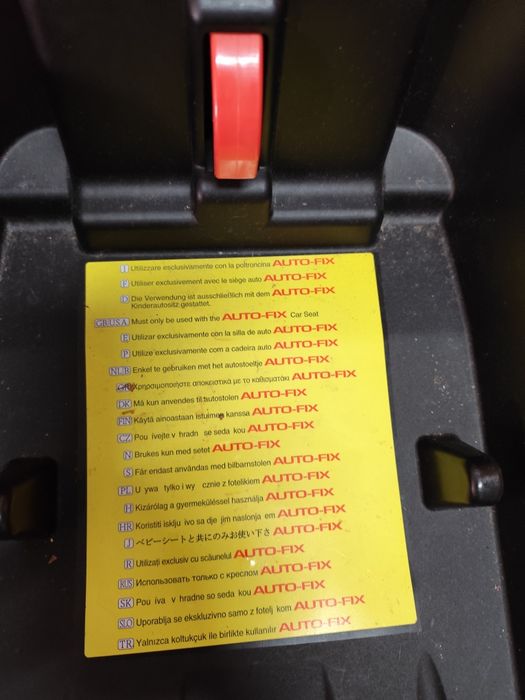 I Utilizzare esclusivamente con la poltroncina AUTO-FIX
F Utiliser exclusivement avec le siège auto AUTO-FIX
D Die Verwendung ist ausschließlich mit dem AUTO-FIX
Kinderautositz gestattet.
GB/USA Must only be used with the AUTO-FIX Car Seat
E Utilizar exclusivamente con la silla de auto AUTO-FIX
P Utilize exclusivamente com a cadeira auto AUTO-FIX
NL/B Enkel te gebruiken met het autostoeltje AUTO-FIX
Χρησιμοποιήστε αποκλειστικά με το καθισματάκι AUTO-FIX
DK Må kun anvendes til autostolen AUTO-FIX
FIN Käytä ainoastaan istuimen kanssa AUTO-FIX
CZ Pou ívejte v hradn se seda kou AUTO-FIX
N Brukes kun med setet AUTO-FIX
S Får endast användas med bilbarnstolen AUTO-FIX
PL U ywa tylko i wy cznie z fotelikiem AUTO-FIX
H Kizárólag a gyermeküléssel használja AUTO-FIX
HR Koristiti isklju ivo sa dje jim naslonja em AUTO-FIX
J ベビーシートと共にのみお使い下さ AUTO-FIX
R Utilizați exclusiv cu scăunelul AUTO-FIX
RUS Использовать только с креслом AUTO-FIX
SK Pou íva v hradne so seda kou AUTO-FIX
SLO Uporablja se ekskluzivno samo z fotelj kom AUTO-FIX
TR Yalnızca koltukçuk ile birlikte kullanılır AUTO-FIX